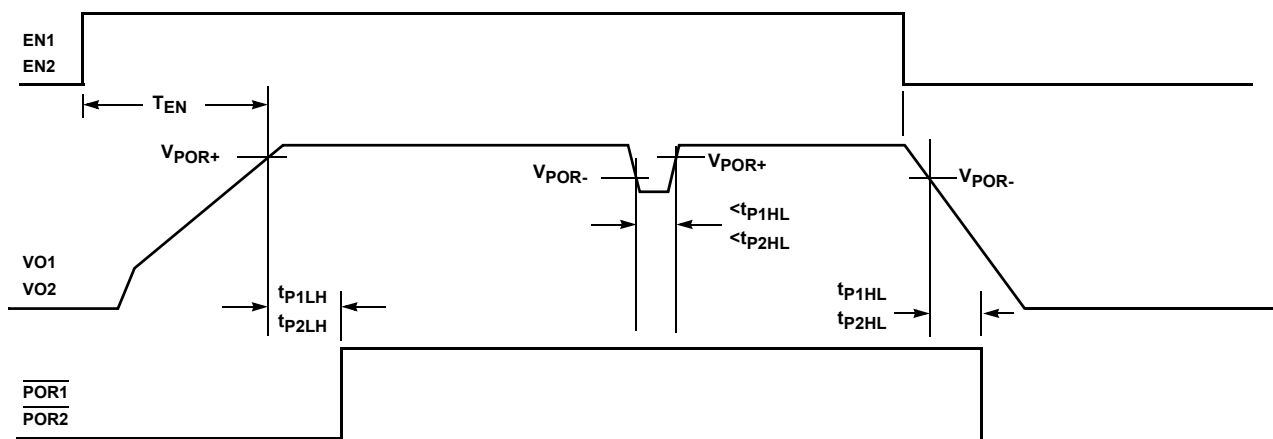 EN1
EN2
TEN
VPOR+
VPOR-
VPOR+
VPOR-
<tP1HL
<tP2HL
VO1
VO2
tP1LH
tP2LH
tP1HL
tP2HL
POR1
POR2